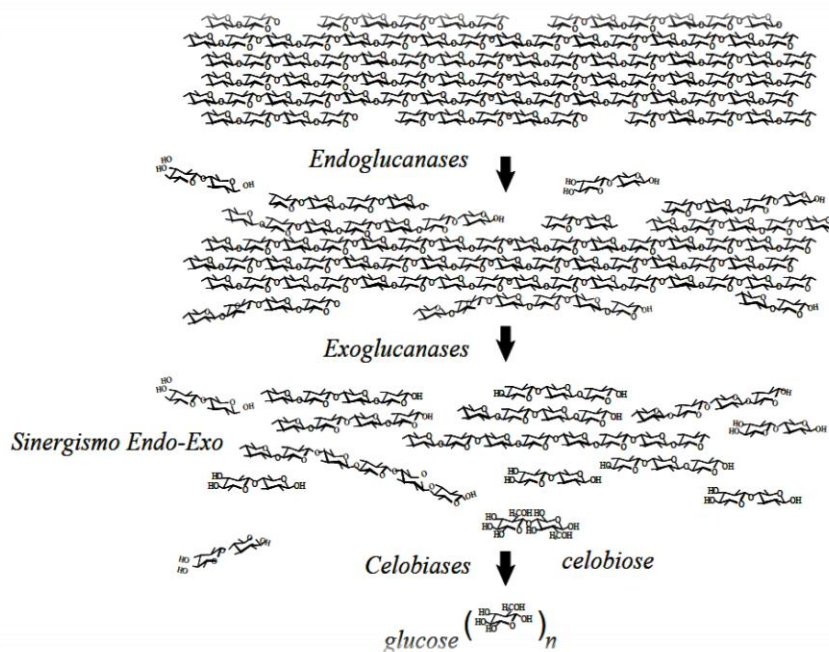 Endoglucanases
Exoglucanases
Sinergismo Endo-Exo
Celobiases
celobiose
glucose ( )n